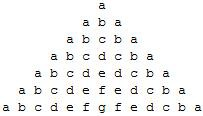 a
a b a
a b c b a
a b c d c b a
a b c d e d c b a
a b c d e f e d c b a
a b c d e f g f e d c b a